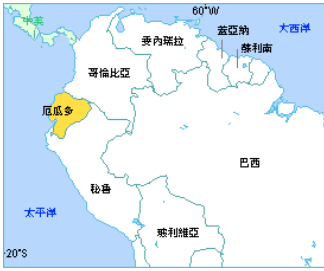 60°W
中美
大西洋
委內瑞拉
蓋亞納
蘇利南
哥倫比亞
厄瓜多
巴西
秘魯
太平洋
玻利維亞
20°S